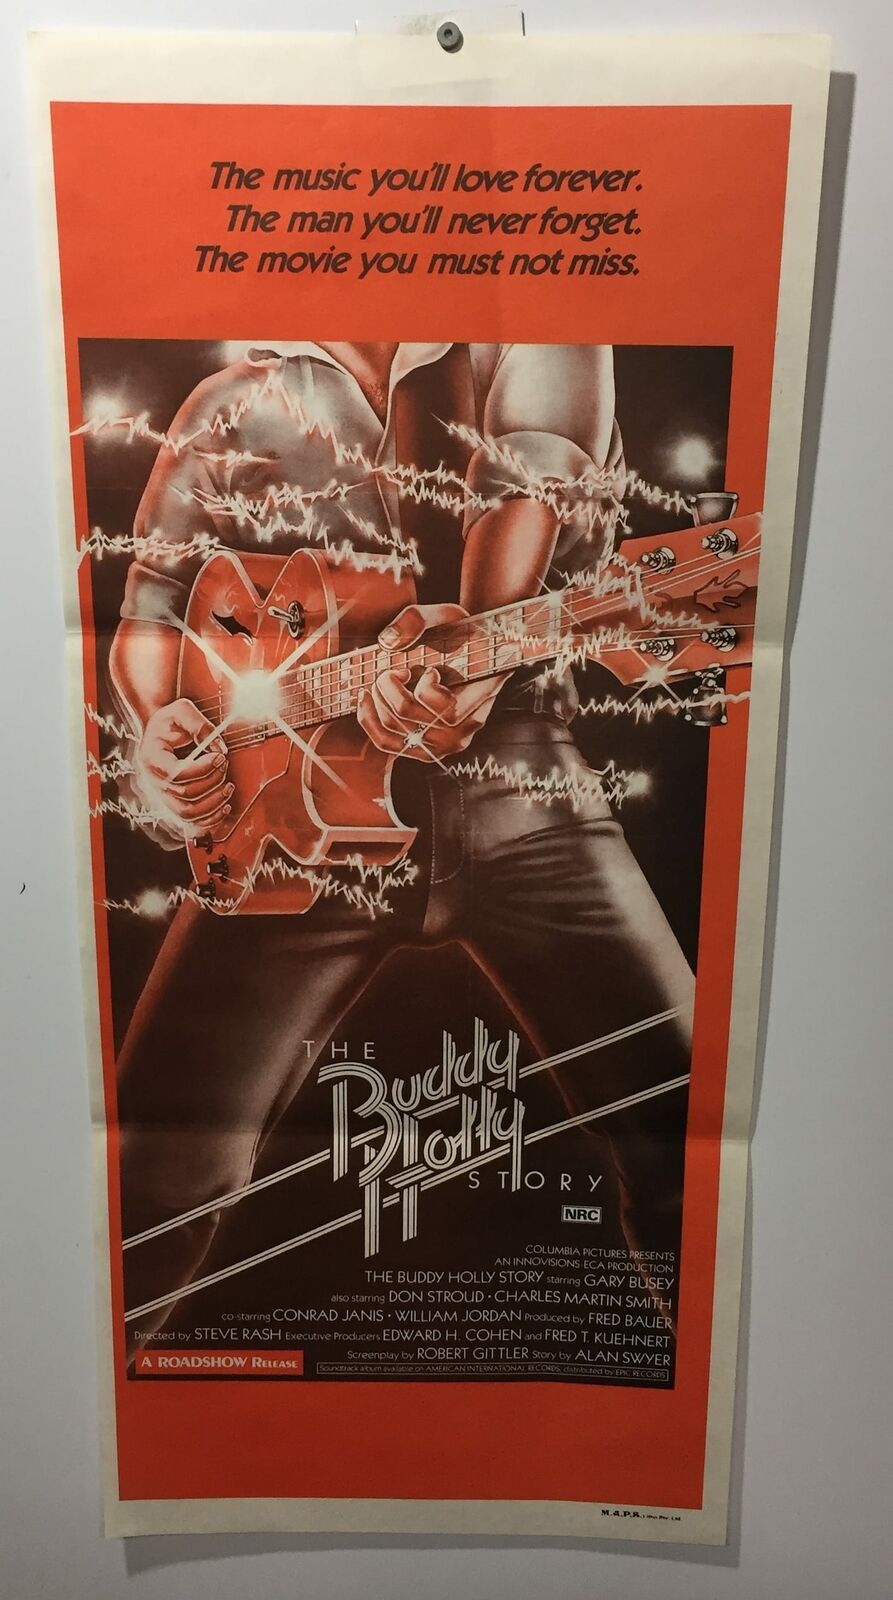 The music you'll love forever.
The man you'll never forget.
The movie you must not miss.
THE
Buddy
Holly
STORY
NRC
COLUMBIA PICTURES PRESENTS
AN INNOVISIONS-ECA PRODUCTION
THE BUDDY HOLLY STORY starring GARY BUSEY
also starring DON STROUD • CHARLES MARTIN SMITH
co-starring CONRAD JANIS • WILLIAM JORDAN Produced by FRED BAUER
Directed by STEVE RASH Executive Producers EDWARD H. COHEN and FRED T. KUEHNERT
Screenplay by ROBERT GITTLER Story by ALAN SWYER
A ROADSHOW RELEASE
Soundtrack album available on AMERICAN INTERNATIONAL RECORDS, distributed by EPIC RECORDS
M.A.P.S. Litho Pty. Ltd.